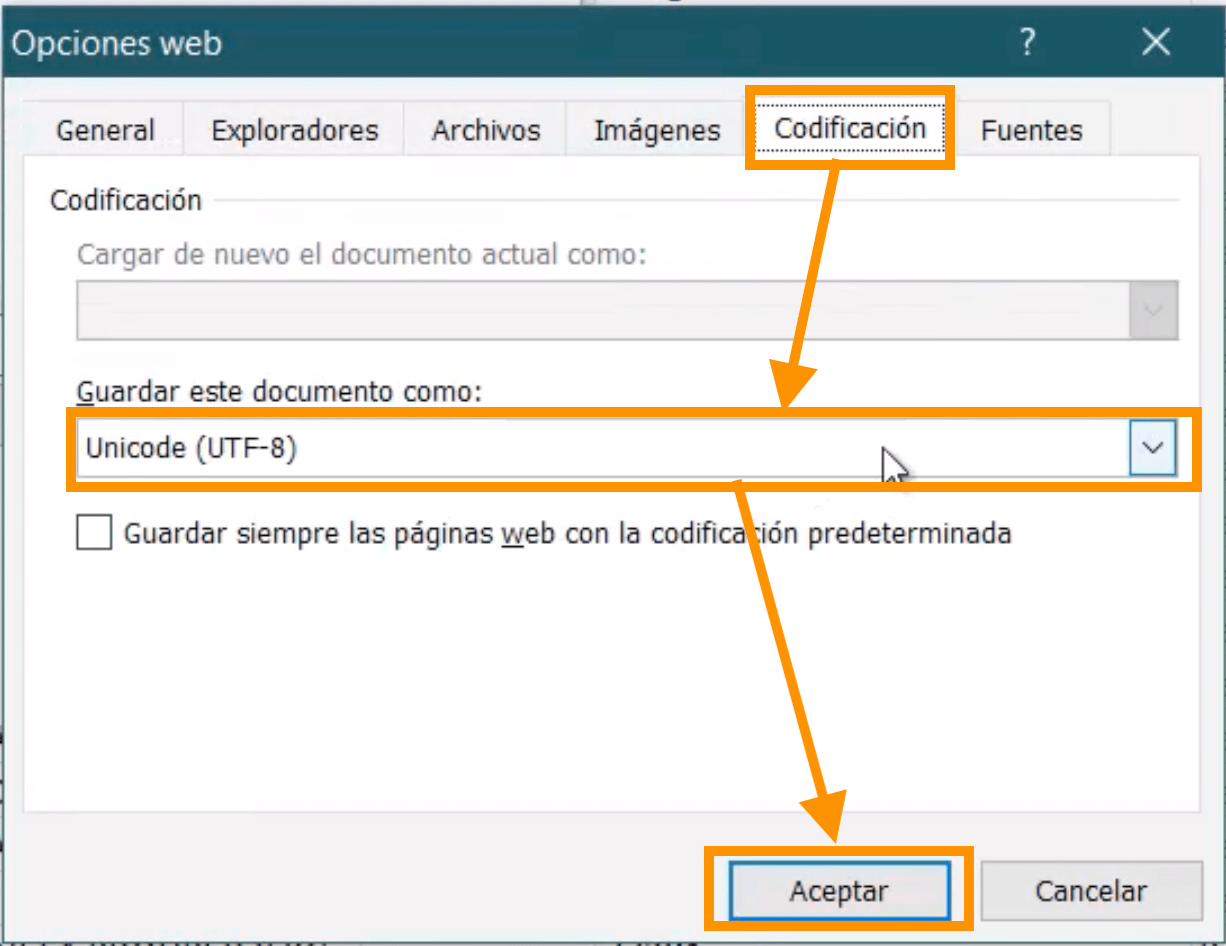 Opciones web
General Exploradores Archivos Imágenes Codificación Fuentes
Codificación
Cargar de nuevo el documento actual como:
Guardar este documento como:
Unicode (UTF-8)
Guardar siempre las páginas web con la codificación predeterminada
Aceptar Cancelar